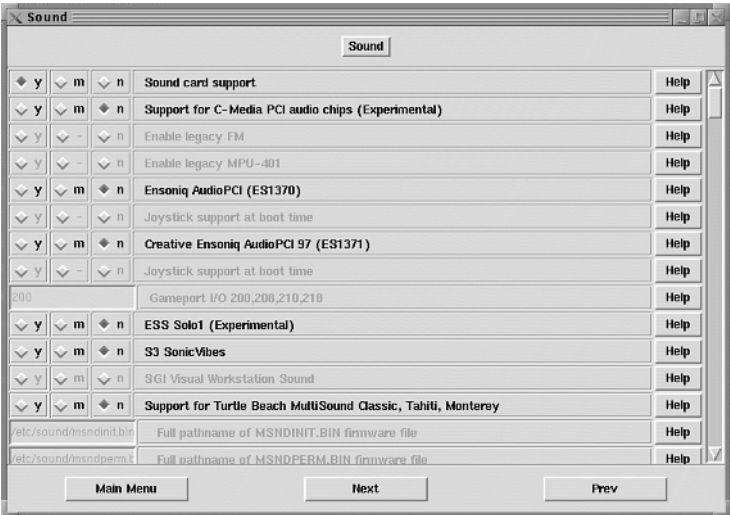 Sound
Sound
y m n Sound card support Help
y m n Support for C-Media PCI audio chips (Experimental) Help
y - n Enable legacy FM Help
y - n Enable legacy MPU-401 Help
y m n Ensoniq AudioPCI (ES1370) Help
y - n Joystick support at boot time Help
y m n Creative Ensoniq AudioPCI 97 (ES1371) Help
y - n Joystick support at boot time Help
200 Gameport I/O 200,208,210,218 Help
y m n ESS Solo1 (Experimental) Help
y m n S3 SonicVibes Help
y m n SGI Visual Workstation Sound Help
y m n Support for Turtle Beach MultiSound Classic, Tahiti, Monterey Help
/etc/sound/msndinit.bin Full pathname of MSNDINIT.BIN firmware file Help
/etc/sound/msndperm.b Full pathname of MSNDPERM.BIN firmware file Help
Main Menu Next Prev